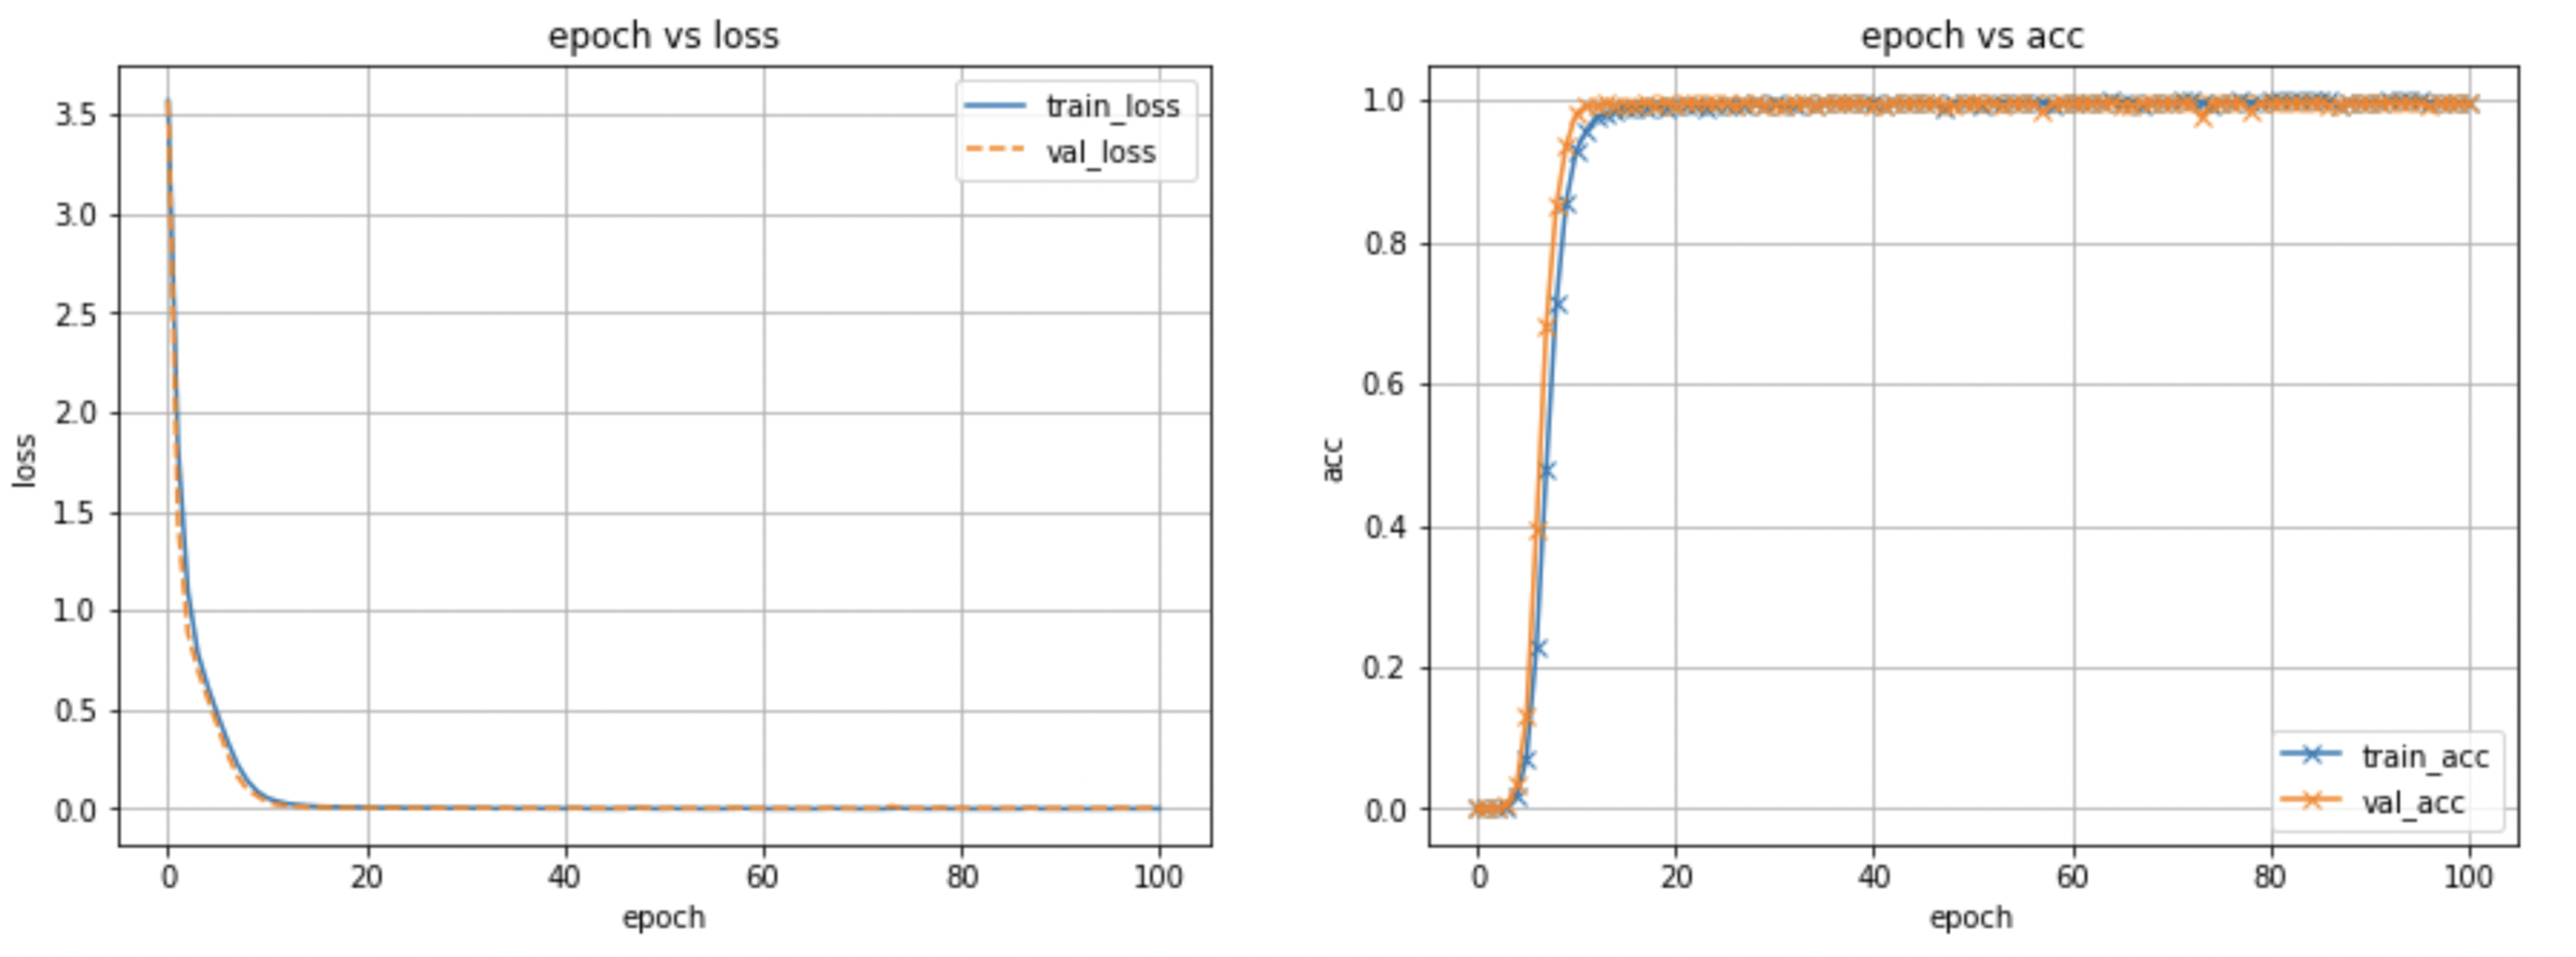 epoch vs loss
3.5
3.0
2.5
2.0
1.5
1.0
0.5
0.0
loss
train_loss
val_loss
0 20 40 60 80 100
epoch
epoch vs acc
1.0
0.8
0.6
0.4
0.2
0.0
acc
train_acc
val_acc
0 20 40 60 80 100
epoch